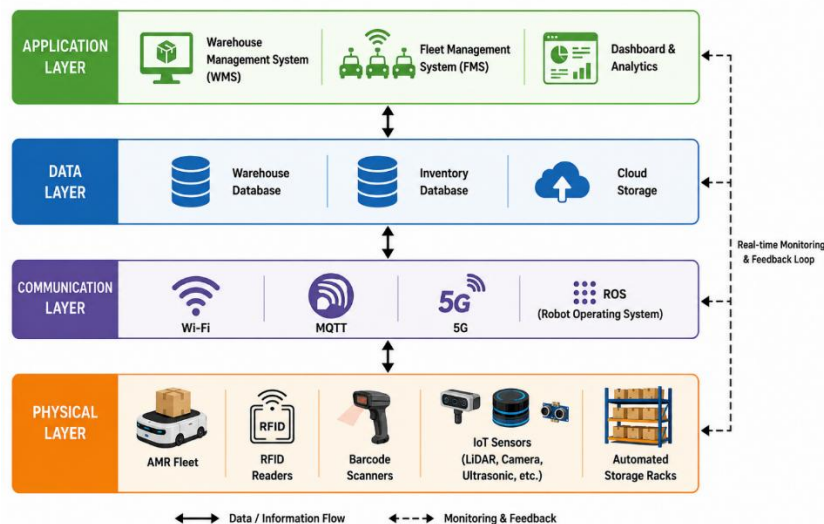 APPLICATION
LAYER
Warehouse
Management System
(WMS)
Fleet Management
System (FMS)
Dashboard &
Analytics
DATA
LAYER
Warehouse
Database
Inventory
Database
Cloud
Storage
Real-time Monitoring
& Feedback Loop
COMMUNICATION
LAYER
Wi-Fi
MQTT
5G
5G
ROS
(Robot Operating System)
PHYSICAL
LAYER
AMR Fleet
RFID
RFID
Readers
Barcode
Scanners
IoT Sensors
(LiDAR, Camera,
Ultrasonic, etc.)
Automated
Storage Racks
Data / Information Flow
Monitoring & Feedback